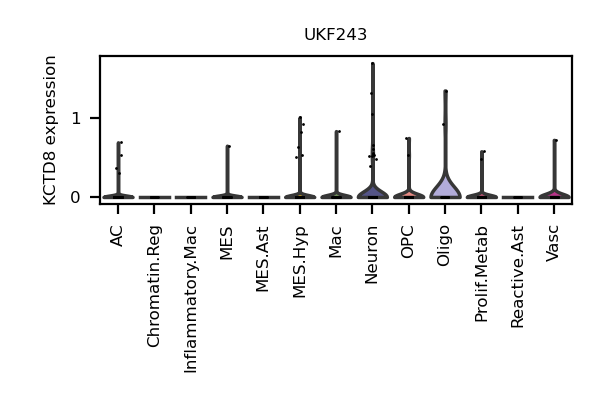 UKF243
KCTD8 expression
1
0
AC
Chromatin.Reg
Inflammatory.Mac
MES
MES.Ast
MES.Hyp
Mac
Neuron
OPC
Oligo
Prolif.Metab
Reactive.Ast
Vasc